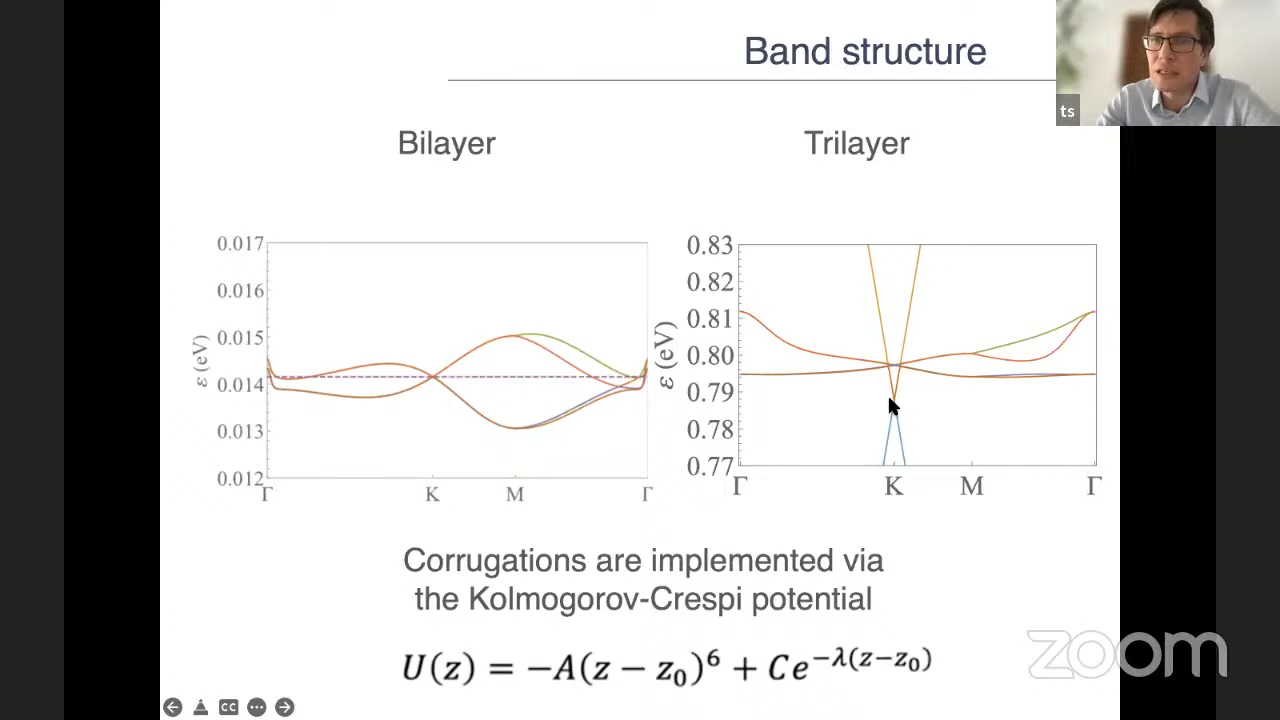 Band structure
ts
Bilayer
Trilayer
0.017
0.016
0.015
0.014
0.013
0.012
ε (eV)
Γ
K
M
Γ
0.83
0.82
0.81
0.80
0.79
0.78
0.77
ε (eV)
Γ
K
M
Γ
Corrugations are implemented via
the Kolmogorov-Crespi potential
U(z) = −A(z − z₀)⁶ + Ce^{−λ(z−z₀)}
zoom
CC